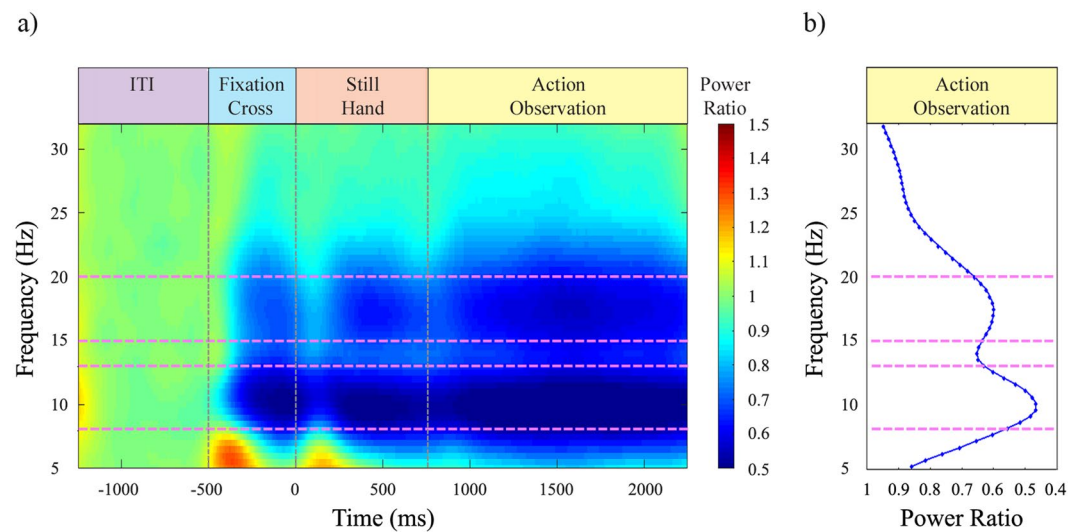 a)
b)
ITI
Fixation
Cross
Still
Hand
Action
Observation
Power
Ratio
Action
Observation
Frequency (Hz)
30
25
20
15
10
5
-1000
-500
0
500
1000
1500
2000
Time (ms)
1.5
1.4
1.3
1.2
1.1
1
0.9
0.8
0.7
0.6
0.5
Frequency (Hz)
30
25
20
15
10
5
1
0.9
0.8
0.7
0.6
0.5
0.4
Power Ratio